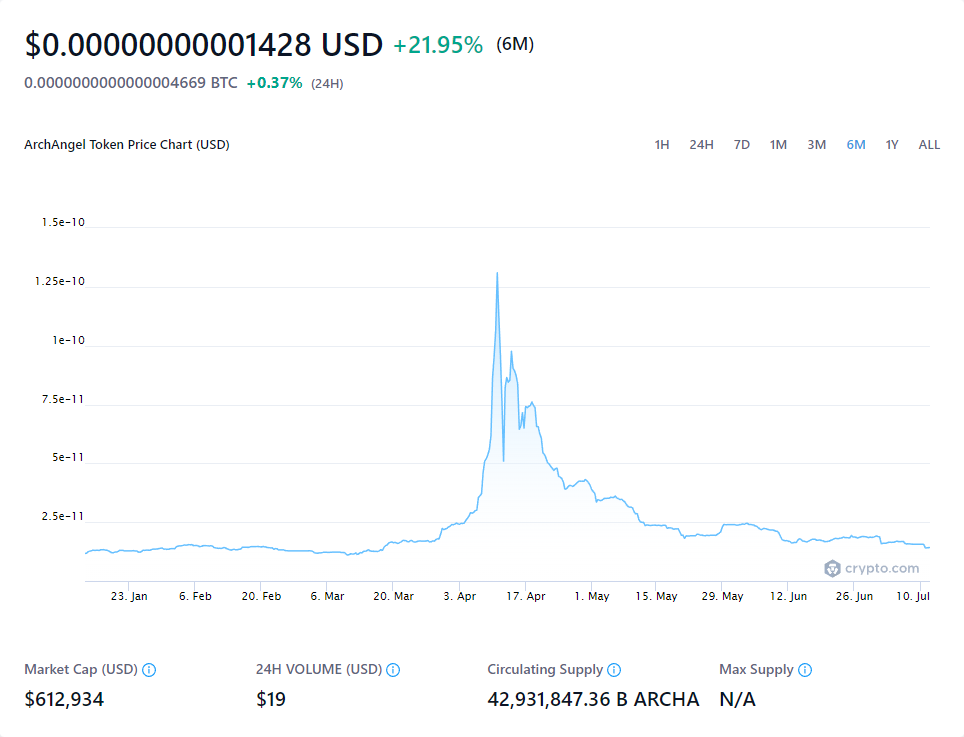 $0.00000000001428 USD +21.95% (6M)
0.0000000000000004669 BTC +0.37% (24H)
ArchAngel Token Price Chart (USD) 1H 24H 7D 1M 3M 6M 1Y ALL
1.5e-10
1.25e-10
1e-10
7.5e-11
5e-11
2.5e-11
crypto.com
23. Jan 6. Feb 20. Feb 6. Mar 20. Mar 3. Apr 17. Apr 1. May 15. May 29. May 12. Jun 26. Jun 10. Jul
Market Cap (USD) 24H VOLUME (USD) Circulating Supply Max Supply
$612,934 $19 42,931,847.36 B ARCHA N/A